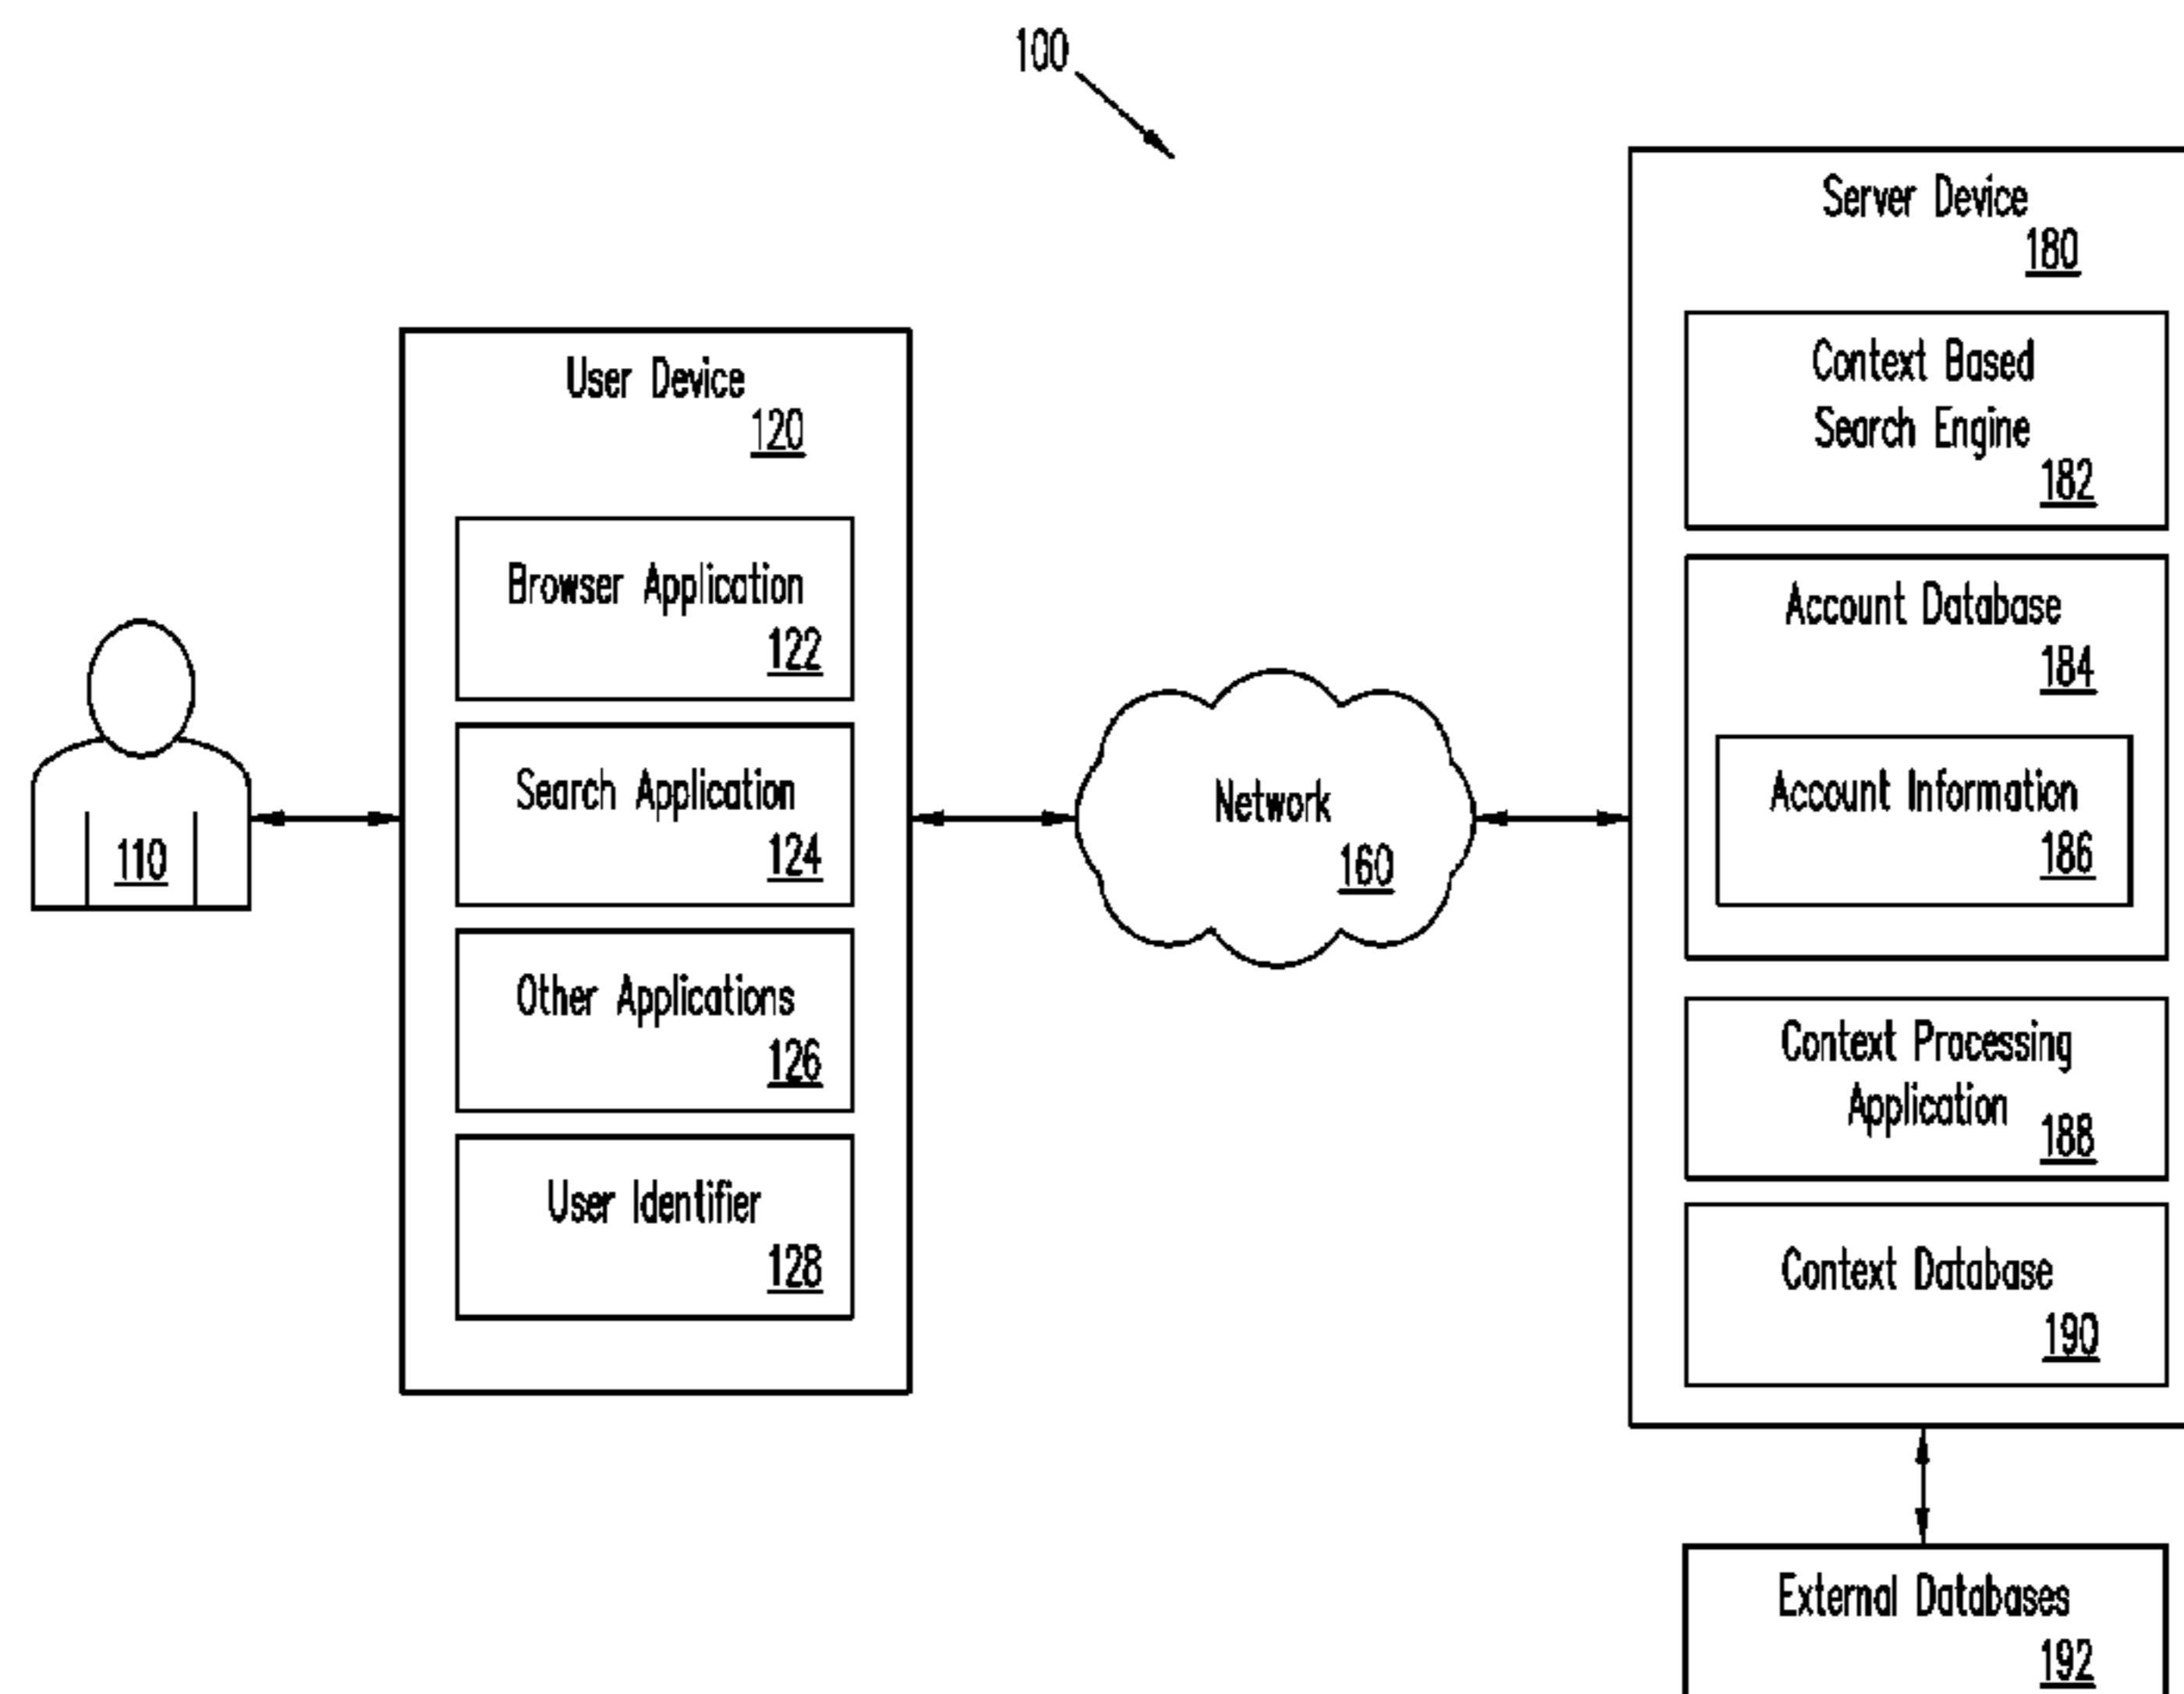 100
110
User Device
120
Browser Application
122
Search Application
124
Other Applications
126
User Identifier
128
Network
160
Server Device
180
Context Based
Search Engine
182
Account Database
184
Account Information
186
Context Processing
Application
188
Context Database
190
External Databases
192